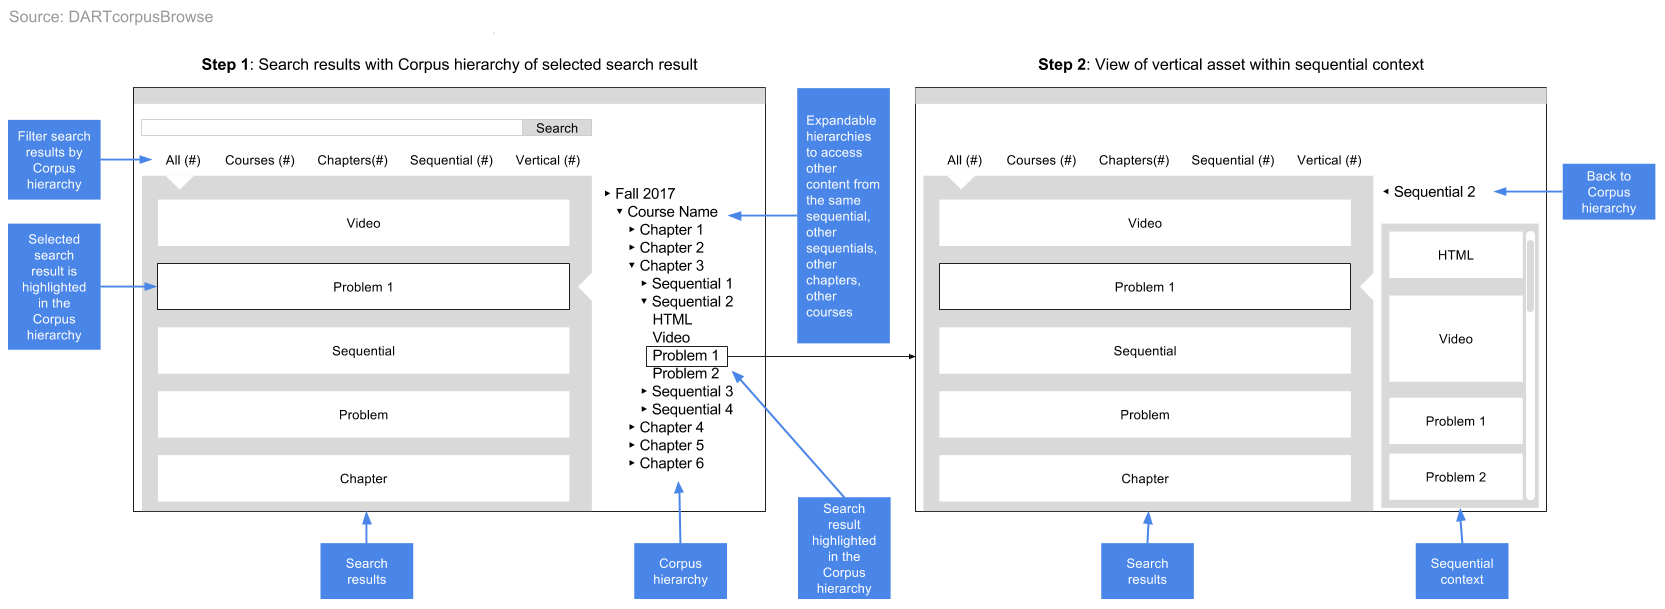 Source: DARTcorpusBrowse
Step 1: Search results with Corpus hierarchy of selected search result
Filter search
results by
Corpus
hierarchy
Selected
search
result is
highlighted
in the
Corpus
hierarchy
Search
All (#) Courses (#) Chapters(#) Sequential (#) Vertical (#)
Video
Problem 1
Sequential
Problem
Chapter
Fall 2017
Course Name
Chapter 1
Chapter 2
Chapter 3
Sequential 1
Sequential 2
HTML
Video
Problem 1
Problem 2
Sequential 3
Sequential 4
Chapter 4
Chapter 5
Chapter 6
Search
results
Corpus
hierarchy
Expandable
hierarchies
to access
other
content from
the same
sequential,
other
sequentials,
other
chapters,
other
courses
Search
result
highlighted
in the
Corpus
hierarchy
Step 2: View of vertical asset within sequential context
All (#) Courses (#) Chapters(#) Sequential (#) Vertical (#)
Video
Problem 1
Sequential
Problem
Chapter
Sequential 2
HTML
Video
Problem 1
Problem 2
Back to
Corpus
hierarchy
Search
results
Sequential
context